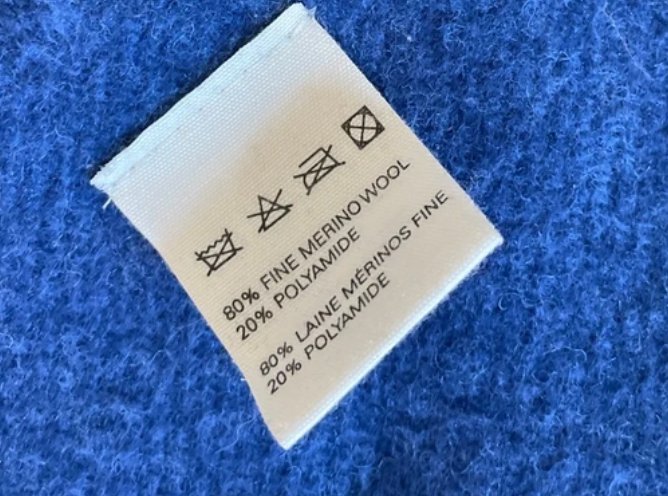 80% FINE MERINO WOOL
20% POLYAMIDE
80% LAINE MÉRINOS FINE
20% POLYAMIDE